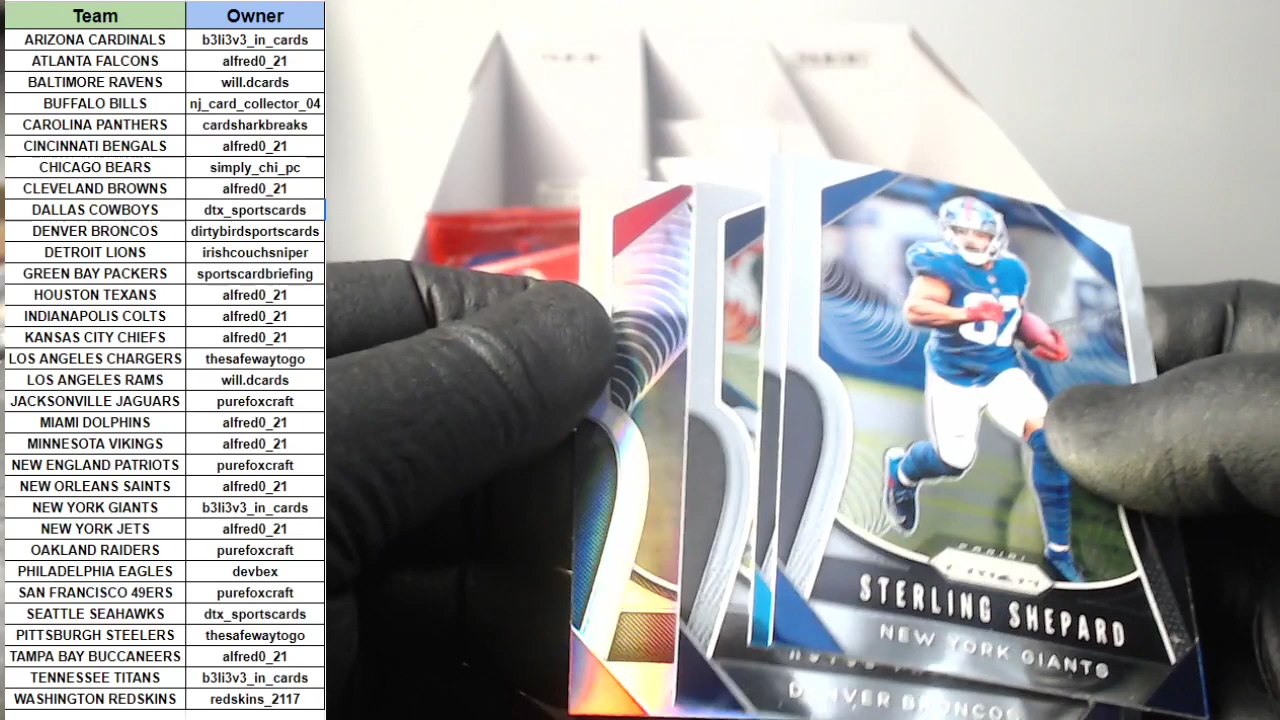 Team Owner
ARIZONA CARDINALS b3li3v3_in_cards
ATLANTA FALCONS alfred0_21
BALTIMORE RAVENS will.dcards
BUFFALO BILLS nj_card_collector_04
CAROLINA PANTHERS cardsharkbreaks
CINCINNATI BENGALS alfred0_21
CHICAGO BEARS simply_chi_pc
CLEVELAND BROWNS alfred0_21
DALLAS COWBOYS dtx_sportscards
DENVER BRONCOS dirtybirdsportscards
DETROIT LIONS irishcouchsniper
GREEN BAY PACKERS sportscardbriefing
HOUSTON TEXANS alfred0_21
INDIANAPOLIS COLTS alfred0_21
KANSAS CITY CHIEFS alfred0_21
LOS ANGELES CHARGERS thesafewaytogo
LOS ANGELES RAMS will.dcards
JACKSONVILLE JAGUARS purefoxcraft
MIAMI DOLPHINS alfred0_21
MINNESOTA VIKINGS alfred0_21
NEW ENGLAND PATRIOTS purefoxcraft
NEW ORLEANS SAINTS alfred0_21
NEW YORK GIANTS b3li3v3_in_cards
NEW YORK JETS alfred0_21
OAKLAND RAIDERS purefoxcraft
PHILADELPHIA EAGLES devbex
SAN FRANCISCO 49ERS purefoxcraft
SEATTLE SEAHAWKS dtx_sportscards
PITTSBURGH STEELERS thesafewaytogo
TAMPA BAY BUCCANEERS alfred0_21
TENNESSEE TITANS b3li3v3_in_cards
WASHINGTON REDSKINS redskins_2117
PANINI
87
PANINI
PRIZM
STERLING SHEPARD
NEW YORK GIANTS
DENVER BRONCOS